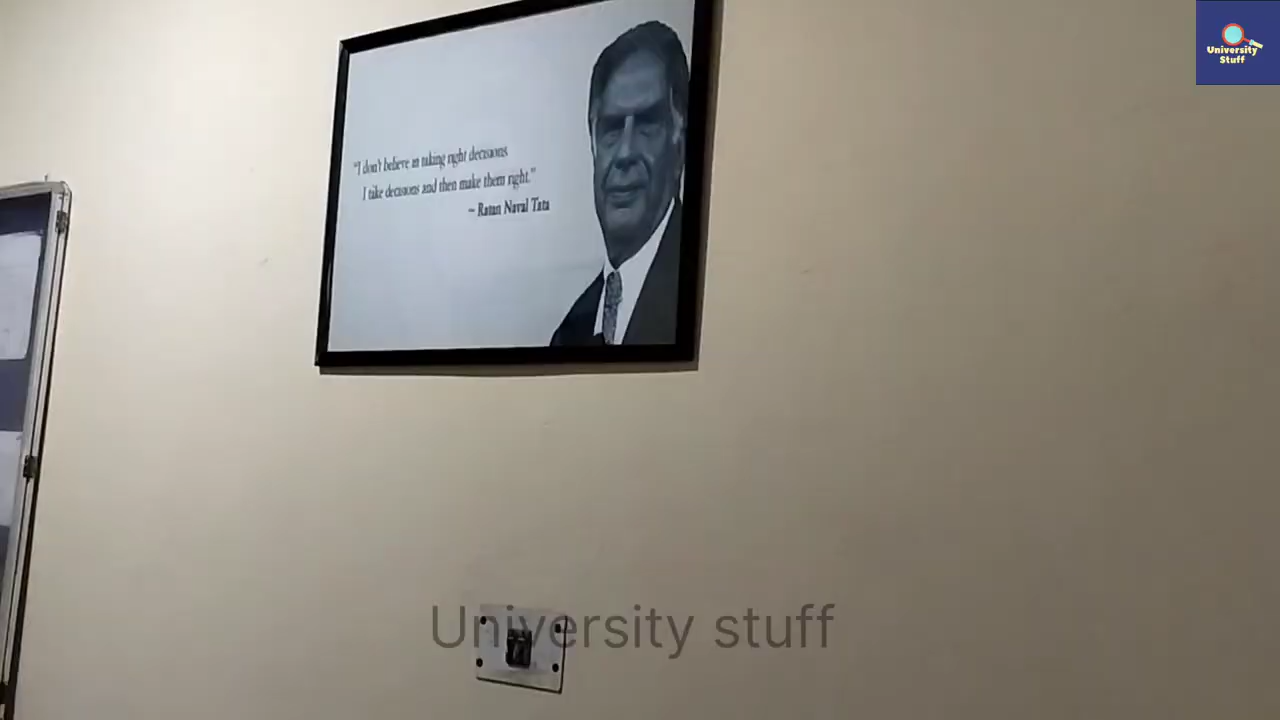 University
Stuff
"I don't believe in taking right decisions.
I take decisions and then make them right."
~ Ratan Naval Tata
University stuff